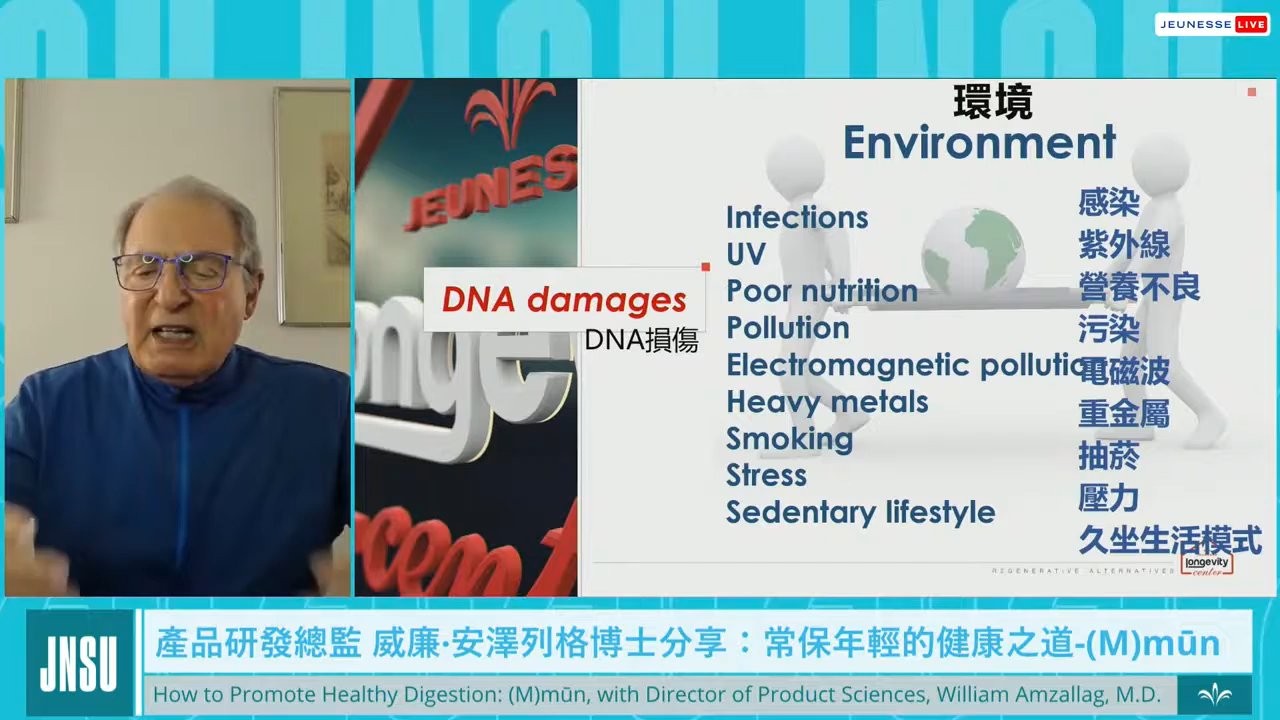 JEUNESSE LIVE
環境
Environment
JEUNES
DNA damages
DNA損傷
nge
cent
Infections
UV
Poor nutrition
Pollution
Electromagnetic pollutio
Heavy metals
Smoking
Stress
Sedentary lifestyle
感染
紫外線
營養不良
污染
電磁波
重金屬
抽菸
壓力
久坐生活模式
REGENERATIVE ALTERNATIVES
longevity
center
JNSU
產品研發總監 威廉·安澤列格博士分享：常保年輕的健康之道-(M)mūn
How to Promote Healthy Digestion: (M)mūn, with Director of Product Sciences, William Amzallag, M.D.